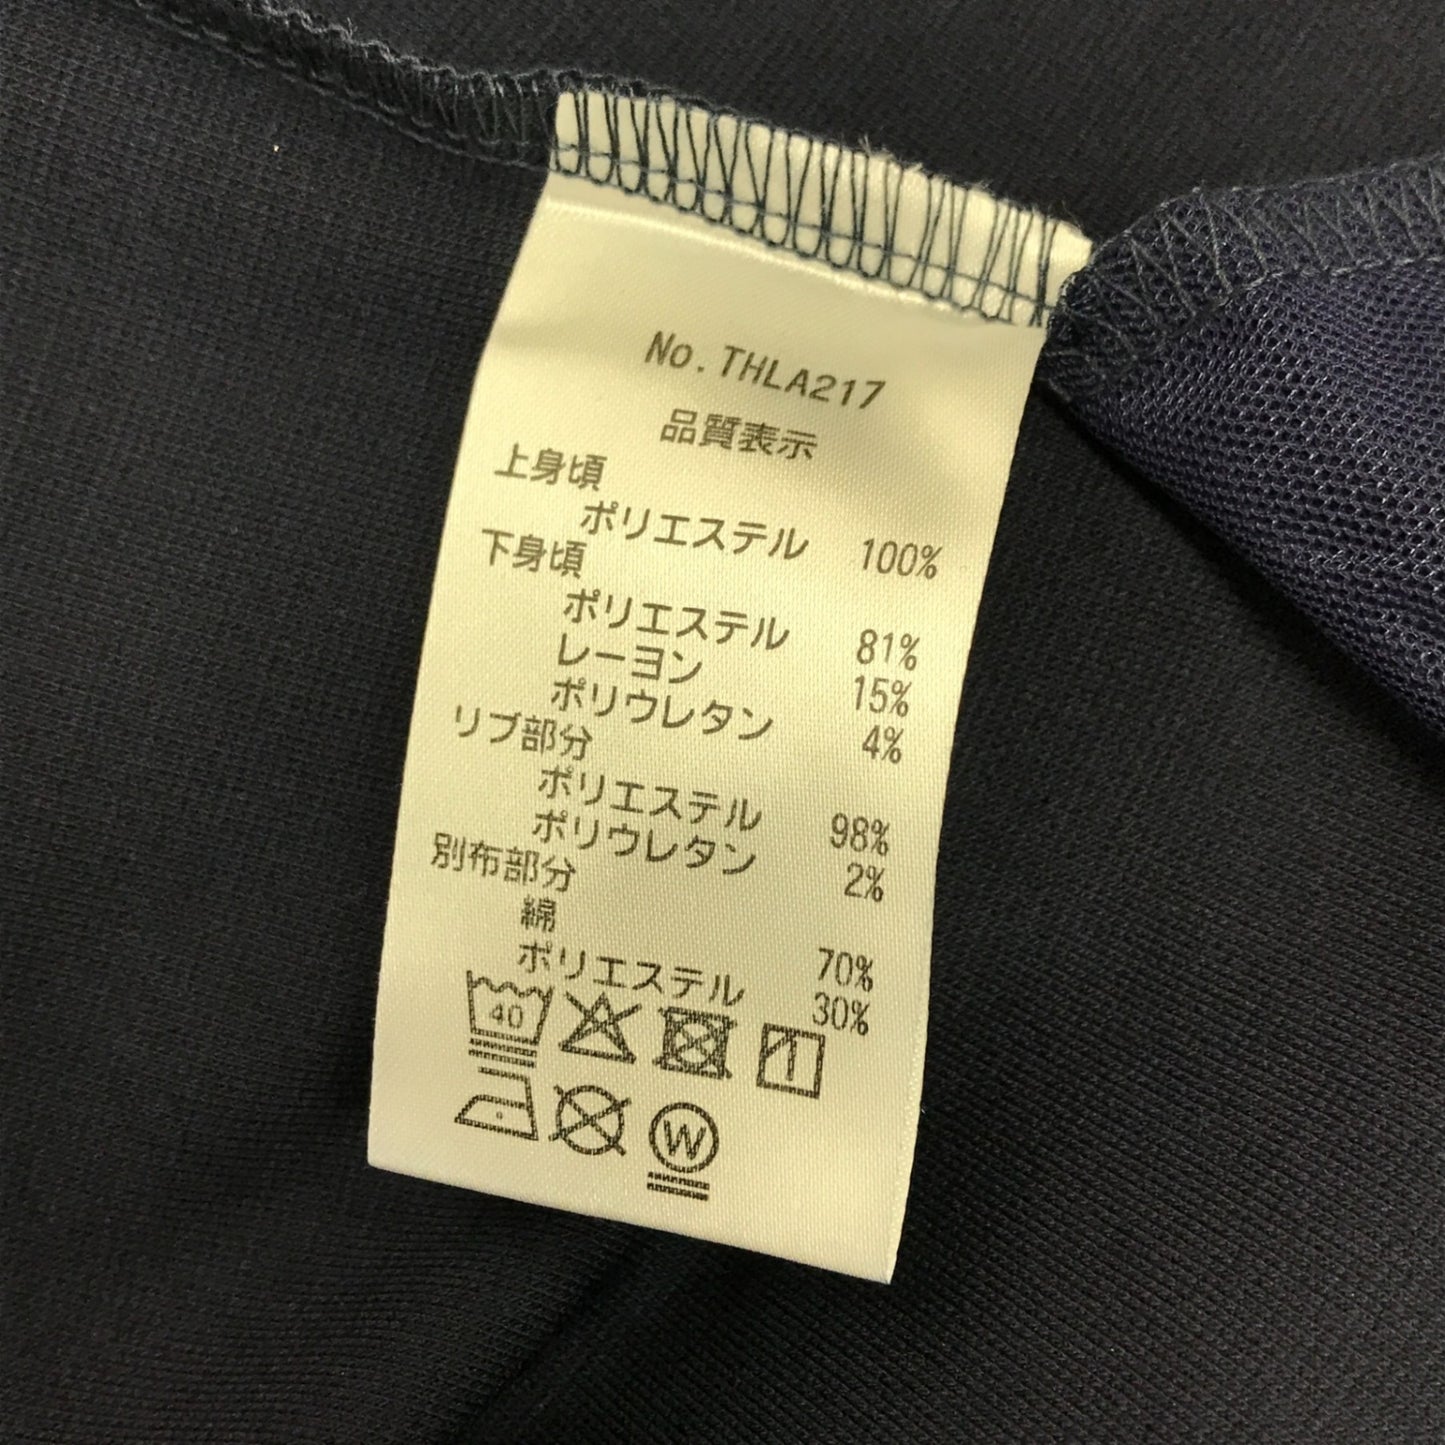 No.THLA217
品質表示
上身頃
ポリエステル 100%
下身頃
ポリエステル 81%
レーヨン 15%
ポリウレタン 4%
リブ部分
ポリエステル 98%
ポリウレタン 2%
別布部分
綿 70%
ポリエステル 30%
40
W